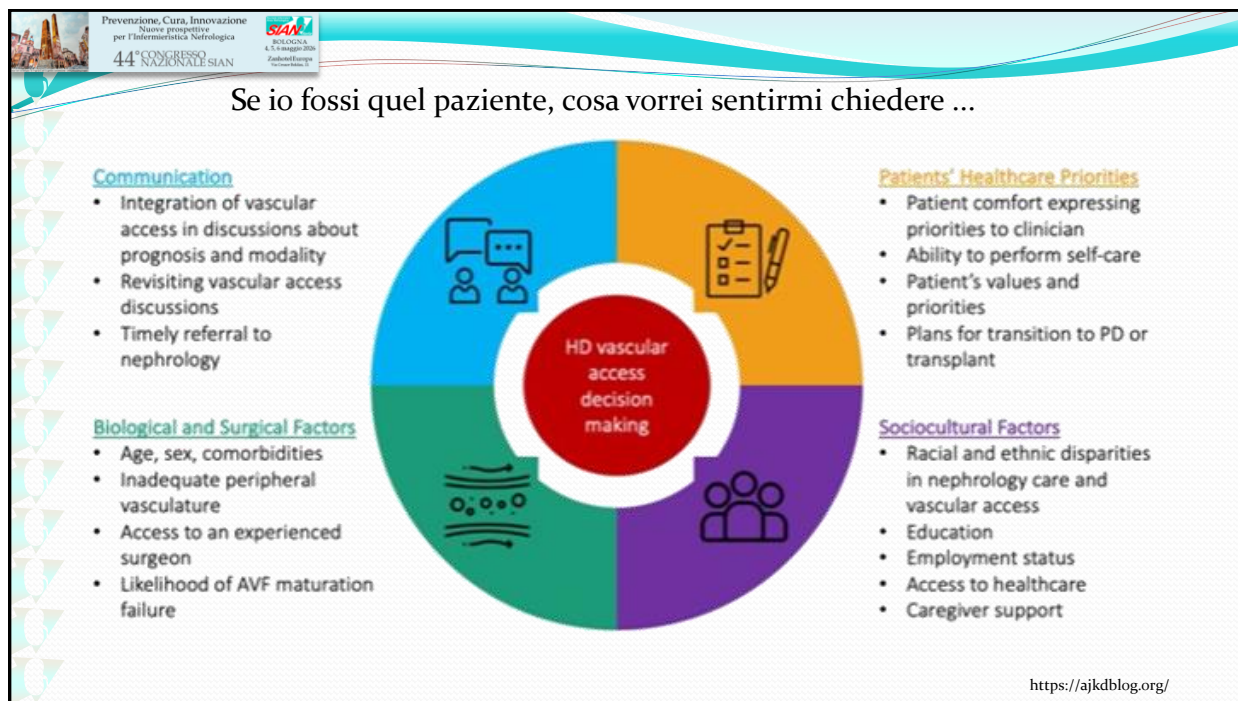 Prevenzione, Cura, Innovazione
Nuove prospettive
per l'Infermieristica Nefrologica
44° CONGRESSO
NAZIONALE SIAN
SIAN
BOLOGNA
4, 5, 6 maggio 2026
Zanhotel Europa
Se io fossi quel paziente, cosa vorrei sentirmi chiedere ...
Communication
• Integration of vascular
access in discussions about
prognosis and modality
• Revisiting vascular access
discussions
• Timely referral to
nephrology
Biological and Surgical Factors
• Age, sex, comorbidities
• Inadequate peripheral
vasculature
• Access to an experienced
surgeon
• Likelihood of AVF maturation
failure
HD vascular
access
decision
making
Patients' Healthcare Priorities
• Patient comfort expressing
priorities to clinician
• Ability to perform self-care
• Patient's values and
priorities
• Plans for transition to PD or
transplant
Sociocultural Factors
• Racial and ethnic disparities
in nephrology care and
vascular access
• Education
• Employment status
• Access to healthcare
• Caregiver support
https://ajkdblog.org/